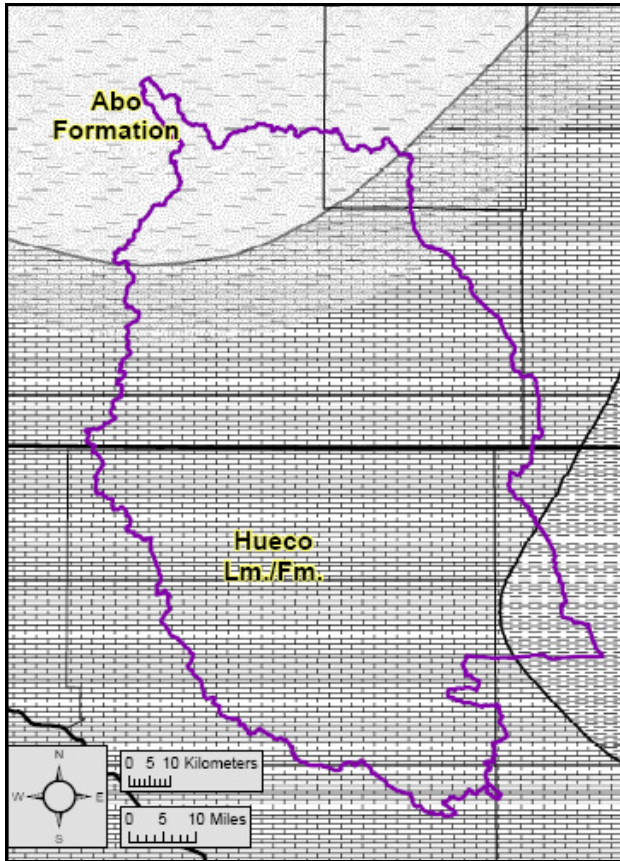 Abo
Formation
Hueco
Lm./Fm.
N
W
E
S
0 5 10 Kilometers
0 5 10 Miles